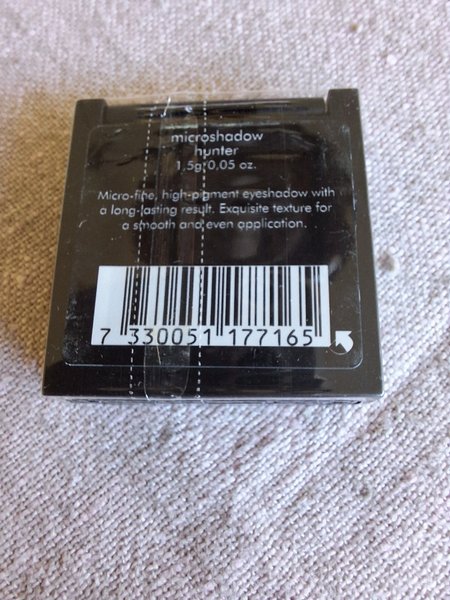 microshadow
hunter
1,5g/0,05 oz.
Micro-fine, high-pigment eyeshadow with
a long-lasting result. Exquisite texture for
a smooth and even application.
7 330051 177165